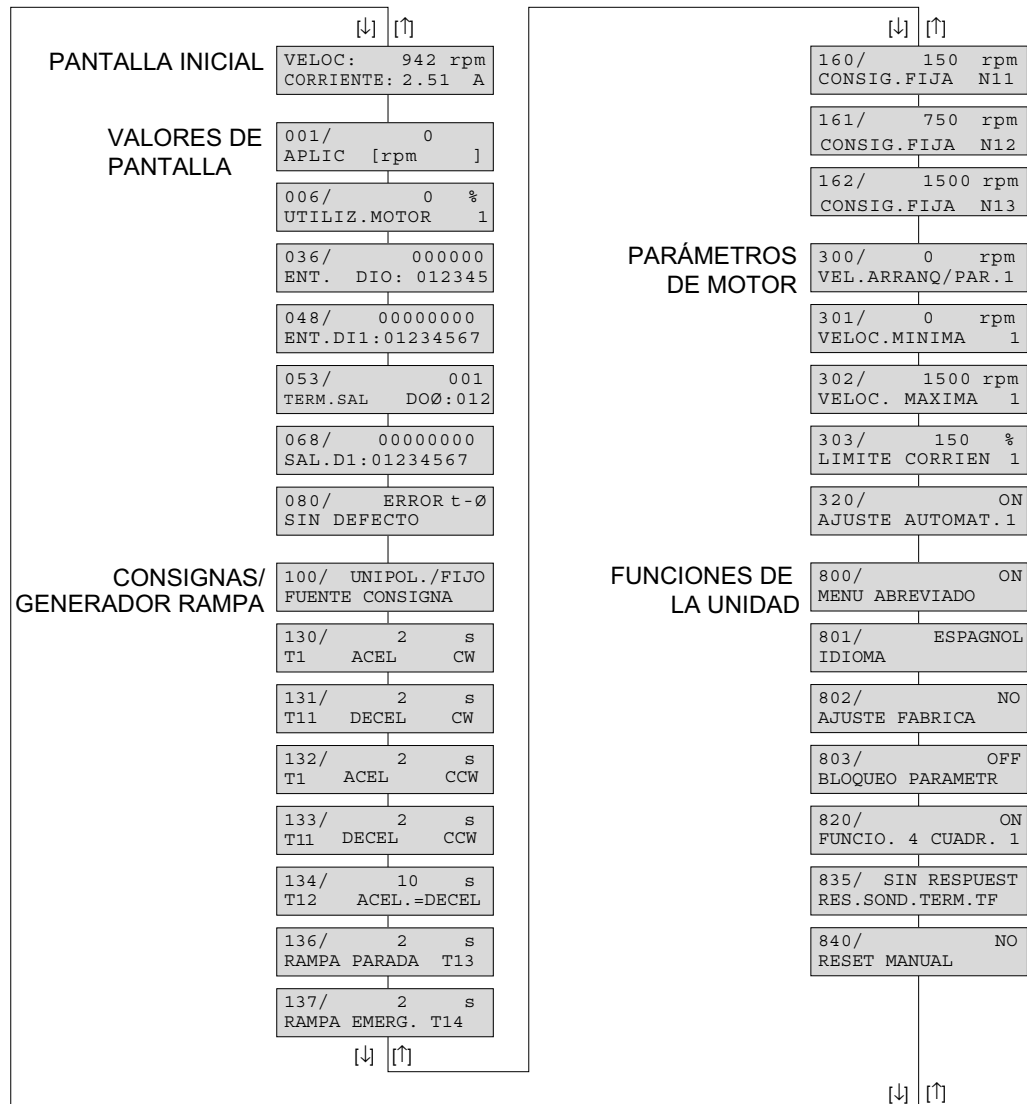 [↓] [↑]
PANTALLA INICIAL
VELOC: 942 rpm
CORRIENTE: 2.51 A
VALORES DE
PANTALLA
001/ 0
APLIC [rpm ]
006/ 0 %
UTILIZ.MOTOR 1
036/ 000000
ENT. DIO: 012345
048/ 00000000
ENT.DI1:01234567
053/ 001
TERM.SAL DOØ:012
068/ 00000000
SAL.D1:01234567
080/ ERROR t-Ø
SIN DEFECTO
CONSIGNAS/
GENERADOR RAMPA
100/ UNIPOL./FIJO
FUENTE CONSIGNA
130/ 2 s
T1 ACEL CW
131/ 2 s
T11 DECEL CW
132/ 2 s
T1 ACEL CCW
133/ 2 s
T11 DECEL CCW
134/ 10 s
T12 ACEL.=DECEL
136/ 2 s
RAMPA PARADA T13
137/ 2 s
RAMPA EMERG. T14
[↓] [↑]
[↓] [↑]
160/ 150 rpm
CONSIG.FIJA N11
161/ 750 rpm
CONSIG.FIJA N12
162/ 1500 rpm
CONSIG.FIJA N13
PARÁMETROS
DE MOTOR
300/ 0 rpm
VEL.ARRANQ/PAR.1
301/ 0 rpm
VELOC.MINIMA 1
302/ 1500 rpm
VELOC. MAXIMA 1
303/ 150 %
LIMITE CORRIEN 1
320/ ON
AJUSTE AUTOMAT.1
FUNCIONES DE
LA UNIDAD
800/ ON
MENU ABREVIADO
801/ ESPAGNOL
IDIOMA
802/ NO
AJUSTE FABRICA
803/ OFF
BLOQUEO PARAMETR
820/ ON
FUNCIO. 4 CUADR. 1
835/ SIN RESPUEST
RES.SOND.TERM.TF
840/ NO
RESET MANUAL
[↓] [↑]